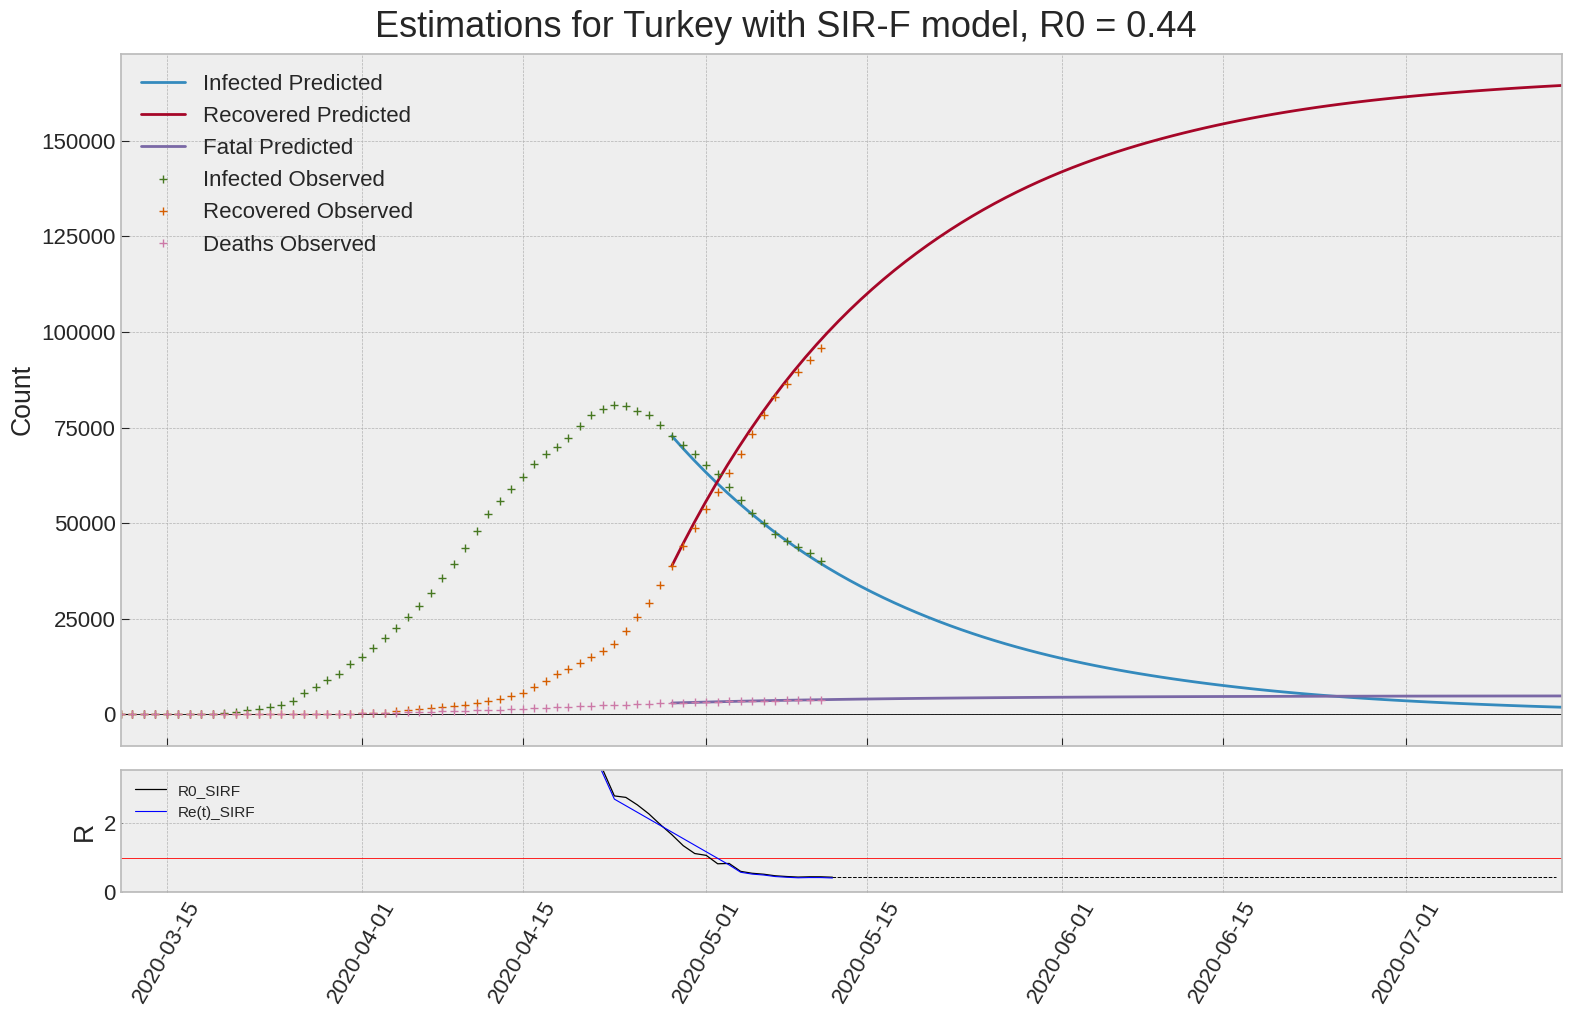 Estimations for Turkey with SIR-F model, R0 = 0.44
Infected Predicted
Recovered Predicted
Fatal Predicted
Infected Observed
Recovered Observed
Deaths Observed
Count
150000
125000
100000
75000
50000
25000
0
R0_SIRF
Re(t)_SIRF
R
2
0
2020-03-15
2020-04-01
2020-04-15
2020-05-01
2020-05-15
2020-06-01
2020-06-15
2020-07-01